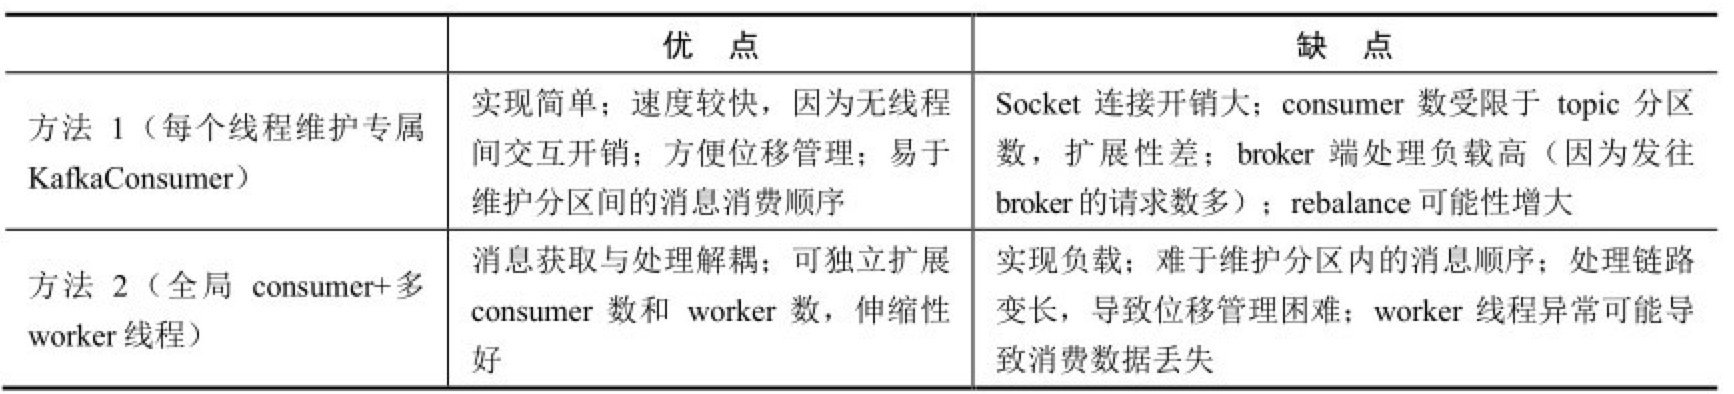 优 点
缺 点
方法 1（每个线程维护专属
KafkaConsumer）
实现简单；速度较快，因为无线程
间交互开销；方便位移管理；易于
维护分区间的消息消费顺序
Socket 连接开销大；consumer 数受限于 topic 分区
数，扩展性差；broker 端处理负载高（因为发往
broker 的请求数多）；rebalance 可能性增大
方法 2（全局 consumer+多
worker 线程）
消息获取与处理解耦；可独立扩展
consumer 数和 worker 数，伸缩性
好
实现负载；难于维护分区内的消息顺序；处理链路
变长，导致位移管理困难；worker 线程异常可能导
致消费数据丢失